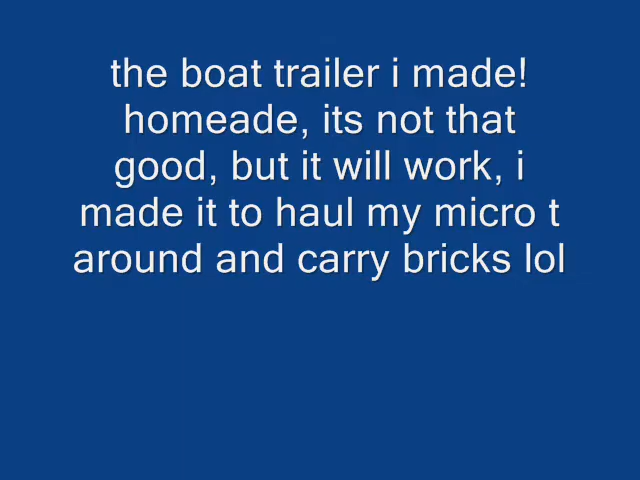 the boat trailer i made!
homeade, its not that
good, but it will work, i
made it to haul my micro t
around and carry bricks lol